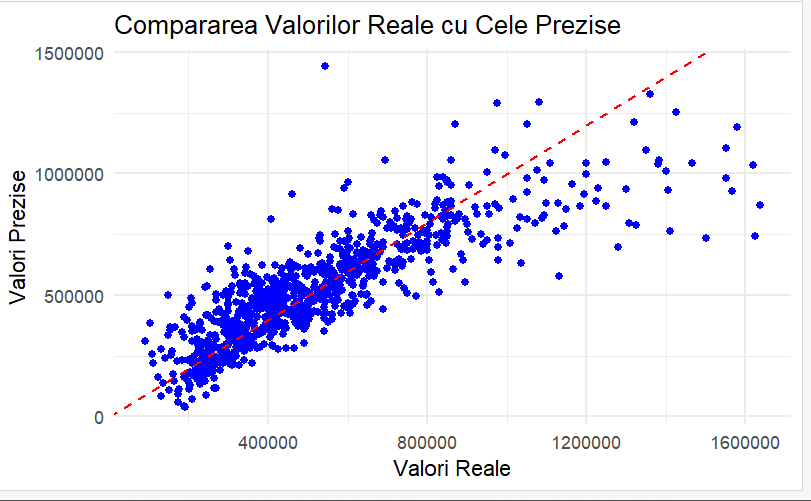 Compararea Valorilor Reale cu Cele Prezise
1500000
1000000
500000
0
Valori Prezise
400000
800000
1200000
1600000
Valori Reale